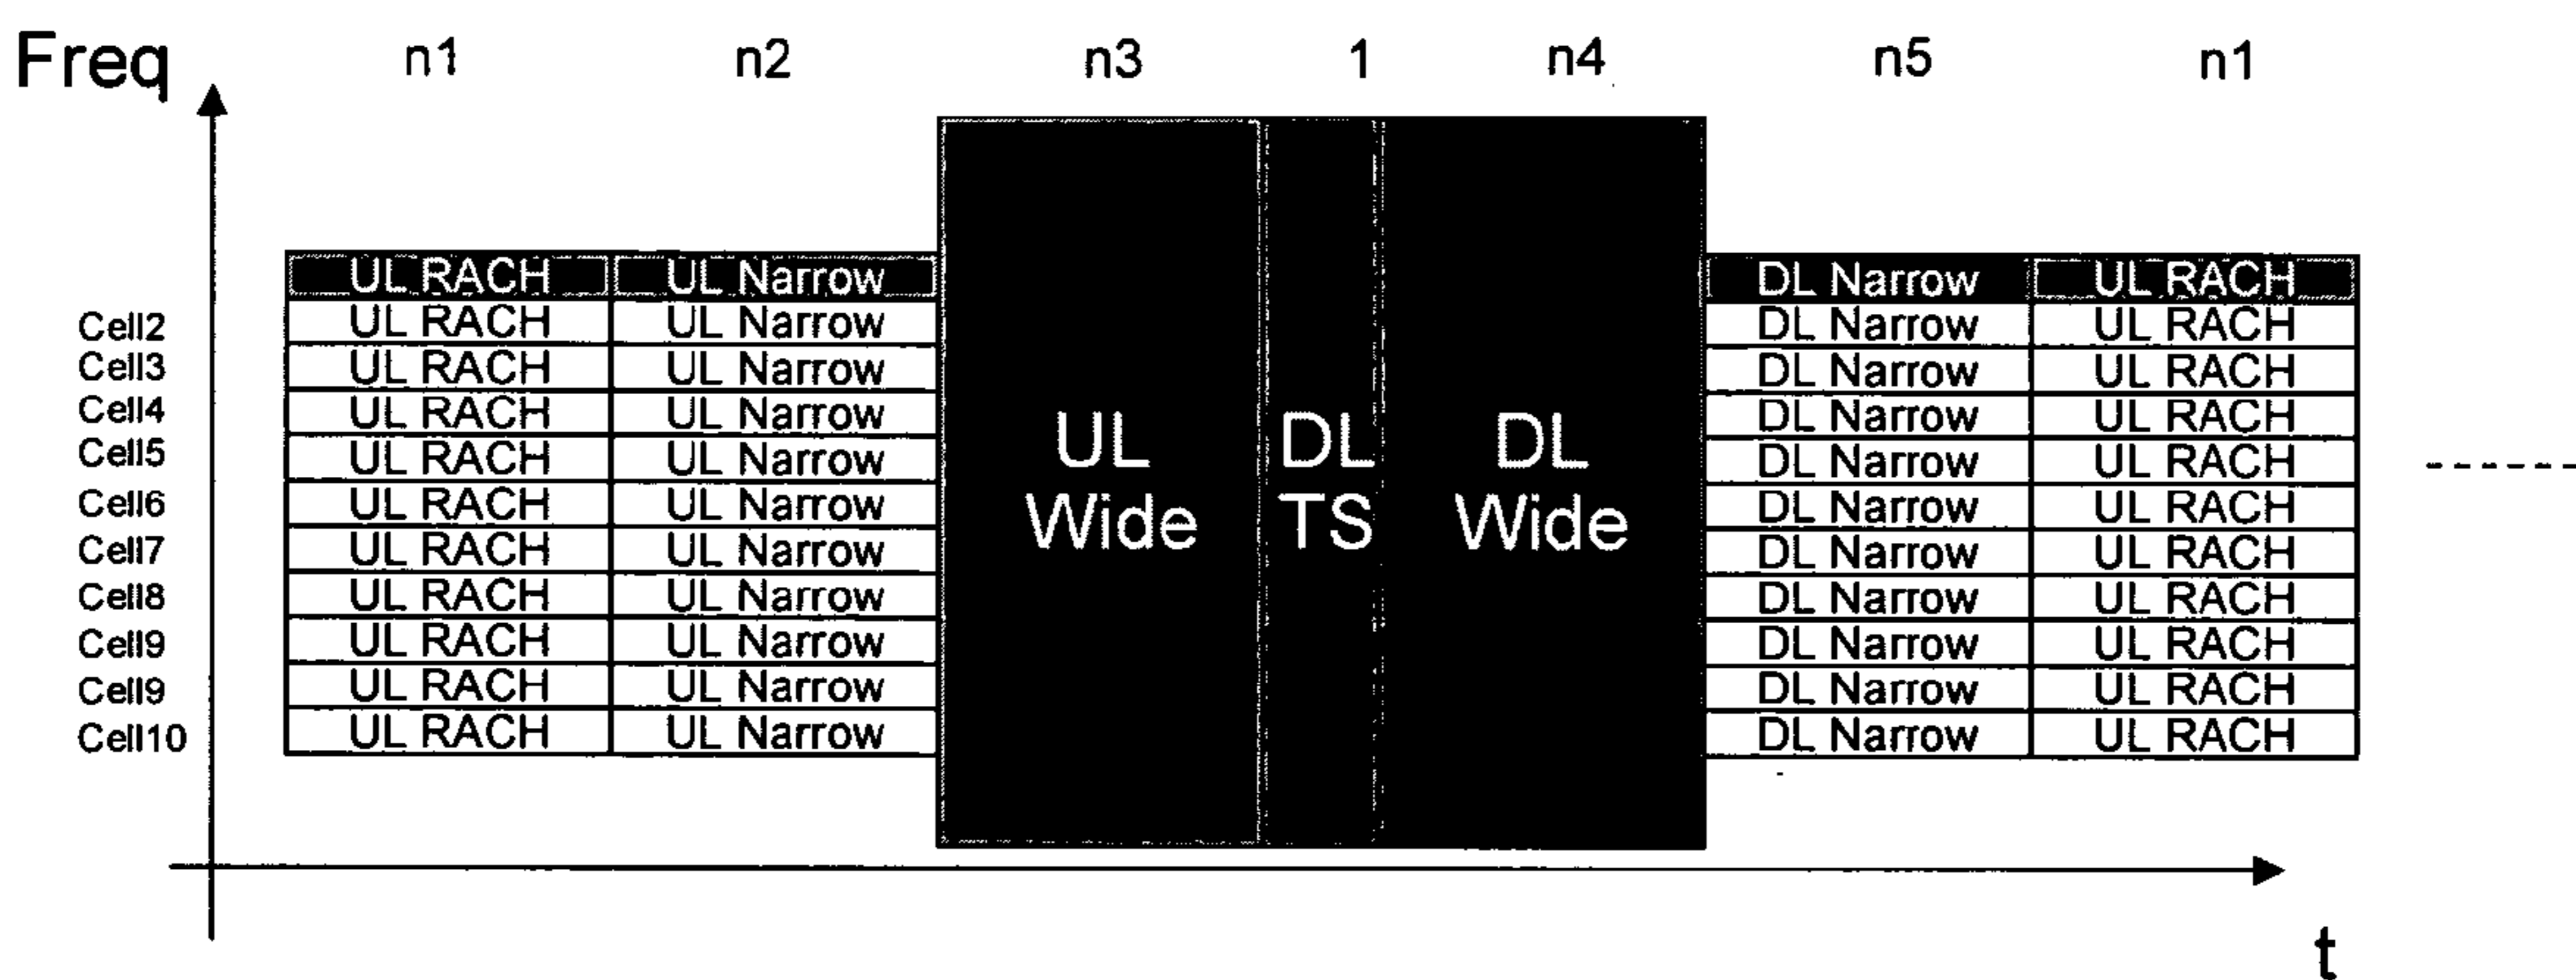 Freq n1 n2 n3 1 n4 n5 n1
UL RACH UL Narrow DL Narrow UL RACH
Cell2 UL RACH UL Narrow DL Narrow UL RACH
Cell3 UL RACH UL Narrow DL Narrow UL RACH
Cell4 UL RACH UL Narrow DL Narrow UL RACH
Cell5 UL RACH UL Narrow UL DL DL DL Narrow UL RACH
Cell6 UL RACH UL Narrow Wide TS Wide DL Narrow UL RACH
Cell7 UL RACH UL Narrow DL Narrow UL RACH
Cell8 UL RACH UL Narrow DL Narrow UL RACH
Cell9 UL RACH UL Narrow DL Narrow UL RACH
Cell9 UL RACH UL Narrow DL Narrow UL RACH
Cell10 UL RACH UL Narrow DL Narrow UL RACH
t